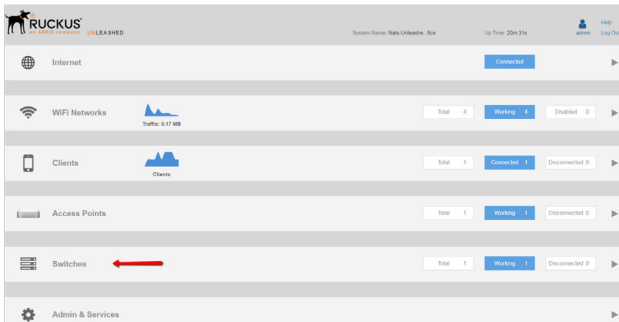 RUCKUS
an ARRIS company UNLEASHED
System Name: Nats-Unleashe...fice
Up Time: 20m 31s
admin
Help
Log Out
Internet
Connected
WiFi Networks
Traffic: 0.17 MB
Total 4
Working 4
Disabled 0
Clients
Clients
Total 1
Connected 1
Disconnected 0
Access Points
Total 1
Working 1
Disconnected 0
Switches
Total 1
Working 1
Disconnected 0
Admin & Services